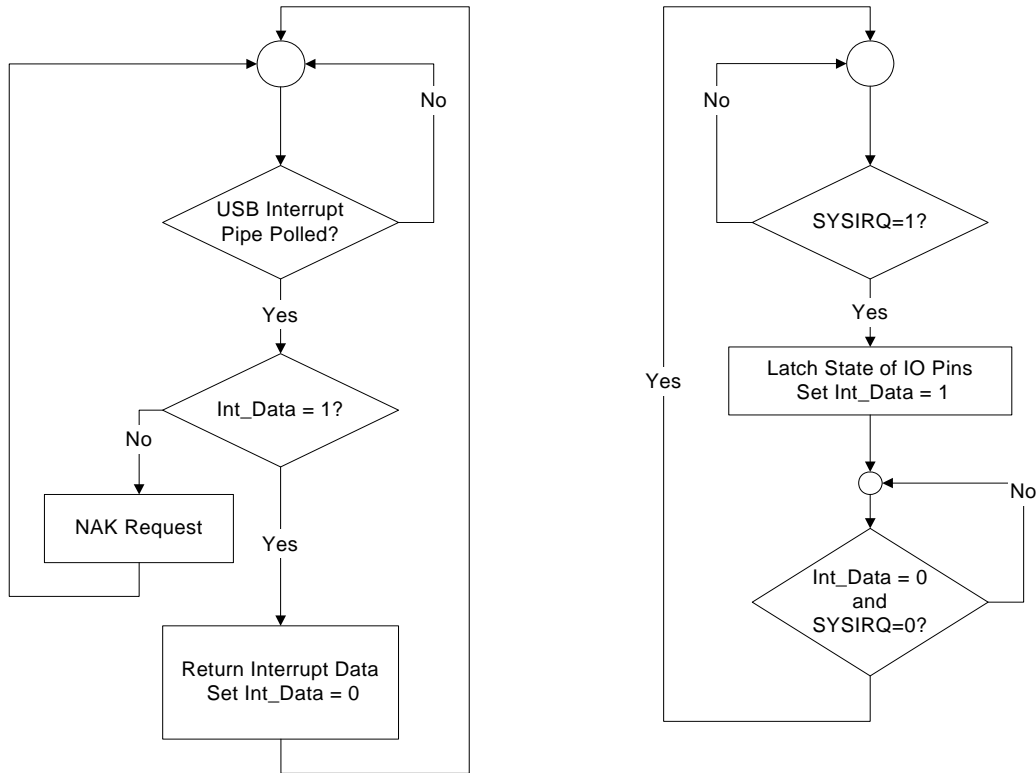 No
USB Interrupt
Pipe Polled?
Yes
Int_Data = 1?
No
NAK Request
Yes
Return Interrupt Data
Set Int_Data = 0
No
SYSIRQ=1?
Yes
Latch State of IO Pins
Set Int_Data = 1
Yes
No
Int_Data = 0
and
SYSIRQ=0?